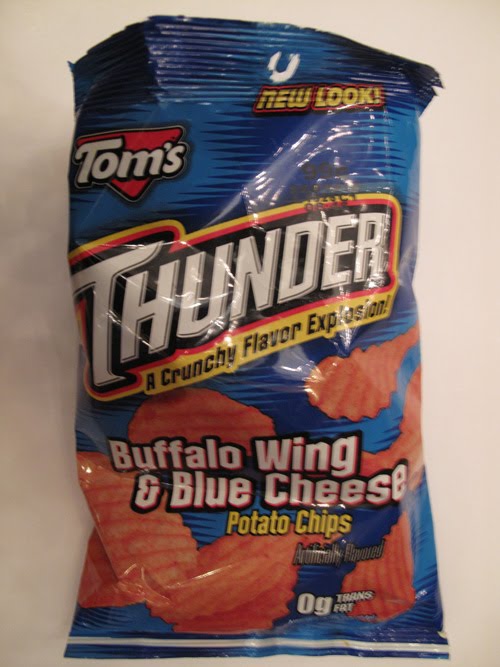 NEW LOOK!
Tom's
THUNDER
A Crunchy Flavor Explosion!
Buffalo Wing
& Blue Cheese
Potato Chips
Artificially Flavored
0g TRANS
FAT